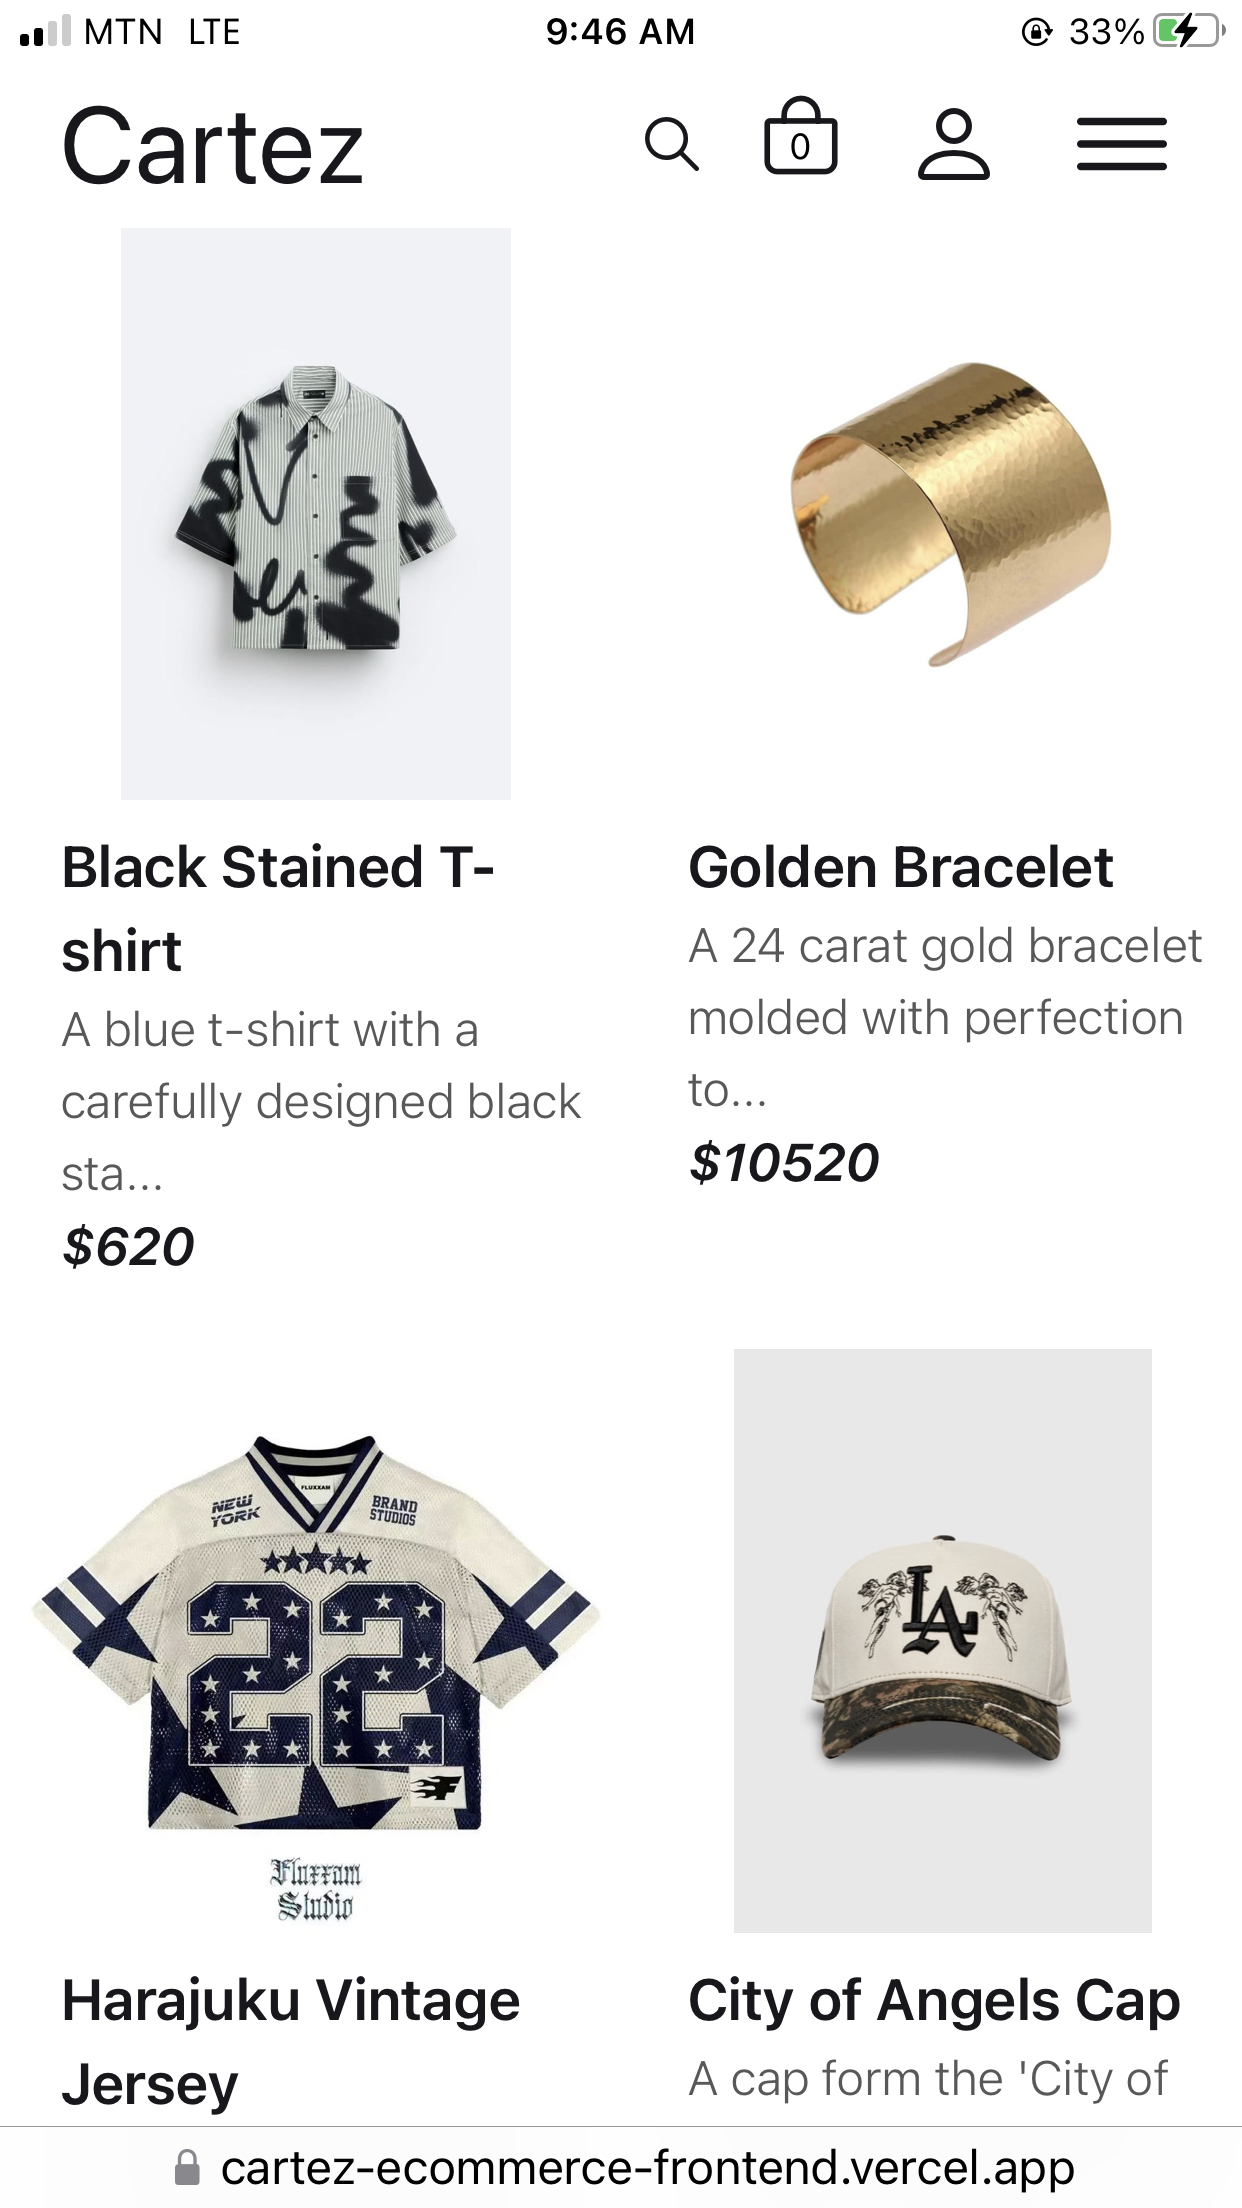 MTN LTE 9:46 AM 33%
Cartez 0
Black Stained T-
shirt
A blue t-shirt with a
carefully designed black
sta...
$620
Golden Bracelet
A 24 carat gold bracelet
molded with perfection
to...
$10520
FLUXXAM
NEW
YORK
BRAND
STUDIOS
22
Fluxxam
Studio
LA
Harajuku Vintage
Jersey
City of Angels Cap
A cap form the 'City of
cartez-ecommerce-frontend.vercel.app